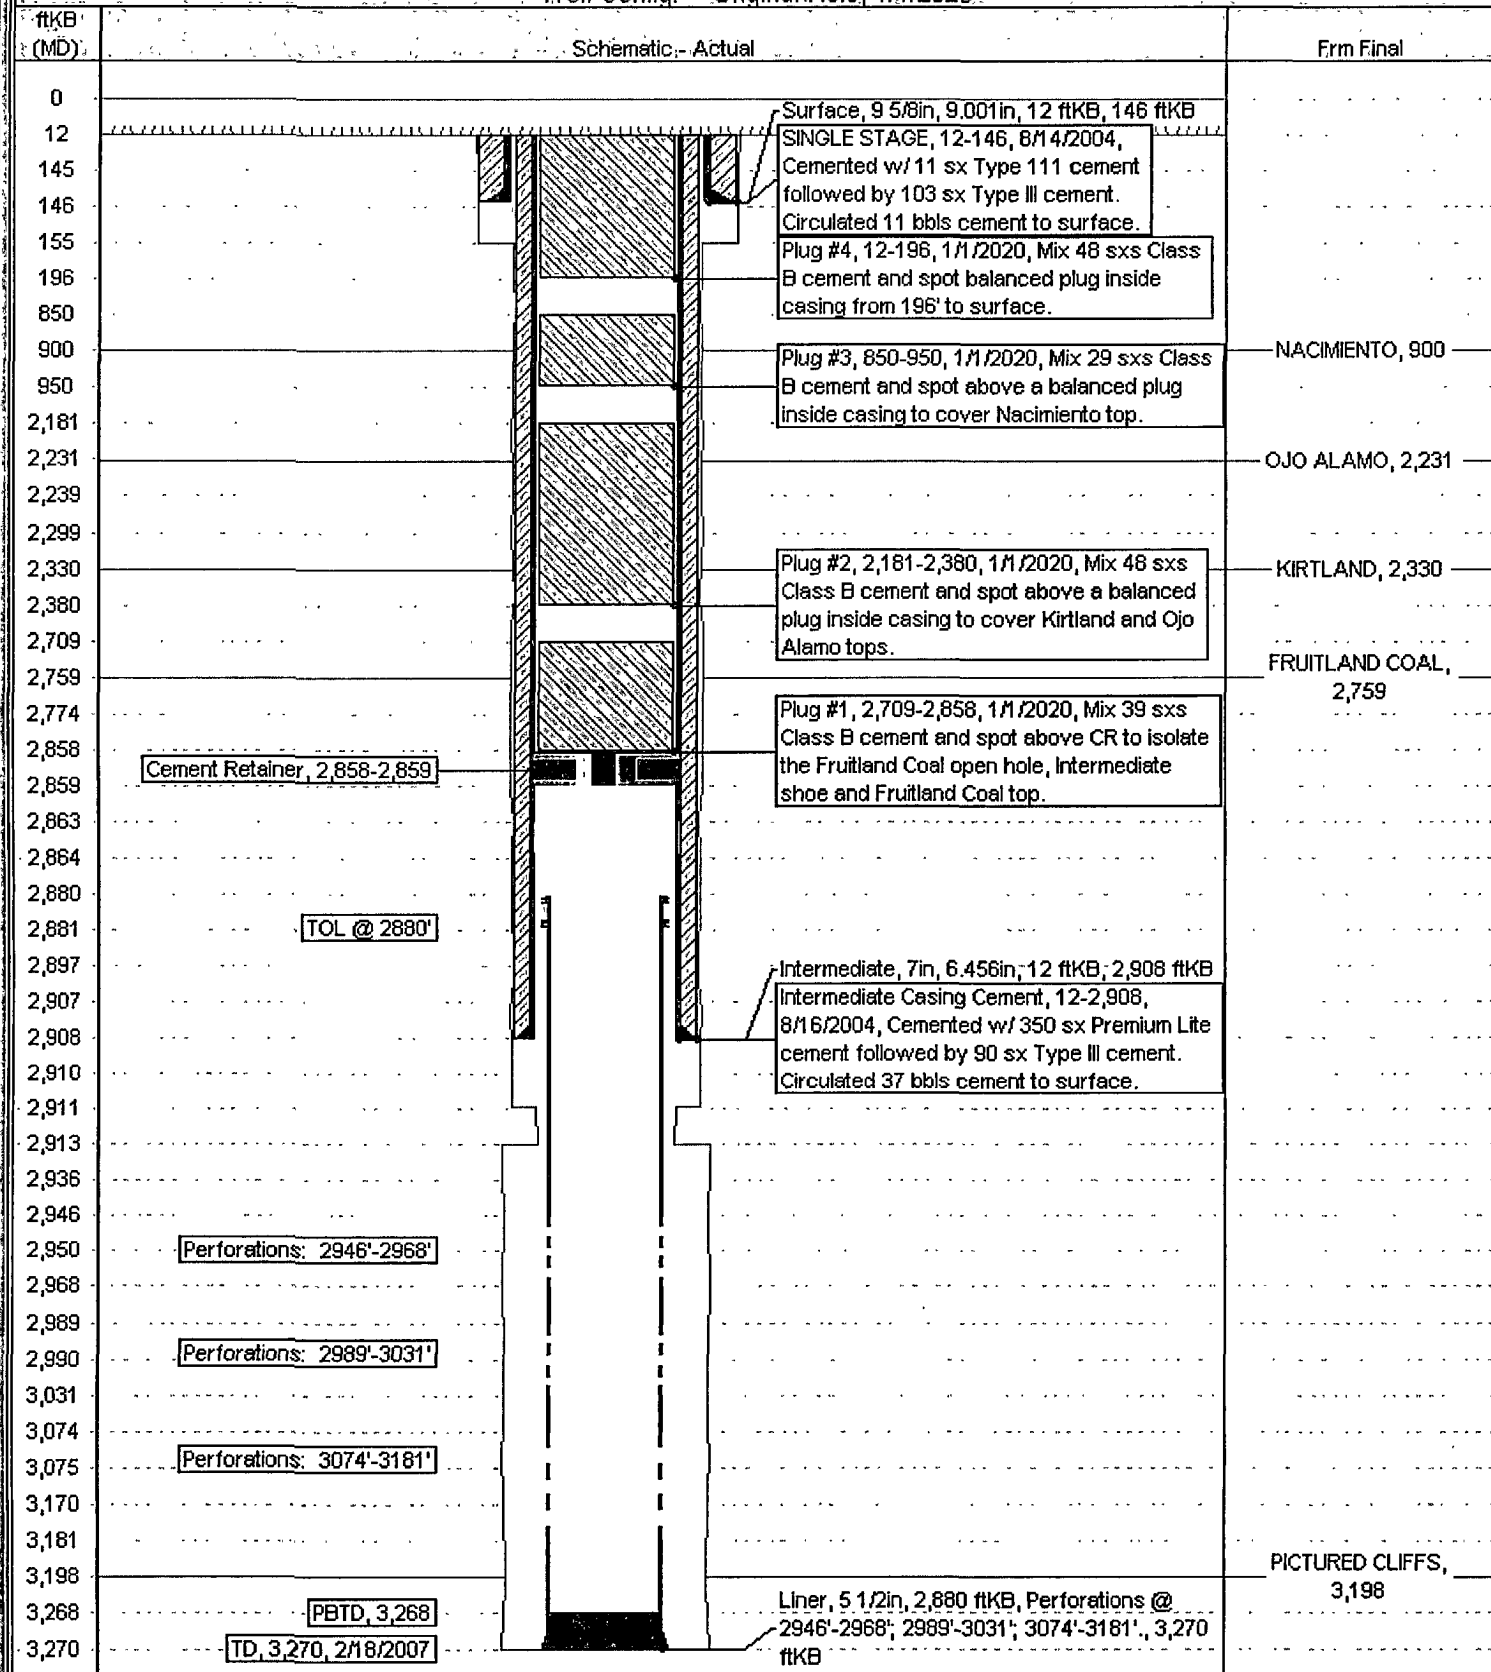 ftKB
(MD)
Schematic - Actual
Frm Final
0
12
145
146
155
196
850
900
950
2,181
2,231
2,239
2,299
2,330
2,380
2,709
2,759
2,774
2,858
2,859
2,863
2,864
2,880
2,881
2,897
2,907
2,908
2,910
2,911
2,913
2,936
2,946
2,950
2,968
2,989
2,990
3,031
3,074
3,075
3,170
3,181
3,198
3,268
3,270
Cement Retainer, 2,858-2,859
TOL @ 2880'
Perforations: 2946'-2968'
Perforations: 2989'-3031'
Perforations: 3074'-3181'
PBTD, 3,268
TD, 3,270, 2/18/2007
Surface, 9 5/8in, 9.001in, 12 ftKB, 146 ftKB
SINGLE STAGE, 12-146, 8/14/2004,
Cemented w/ 11 sx Type 111 cement
followed by 103 sx Type III cement.
Circulated 11 bbls cement to surface.
Plug #4, 12-196, 1/1/2020, Mix 48 sxs Class
B cement and spot balanced plug inside
casing from 196' to surface.
Plug #3, 850-950, 1/1/2020, Mix 29 sxs Class
B cement and spot above a balanced plug
inside casing to cover Nacimiento top.
Plug #2, 2,181-2,380, 1/1/2020, Mix 48 sxs
Class B cement and spot above a balanced
plug inside casing to cover Kirtland and Ojo
Alamo tops.
Plug #1, 2,709-2,858, 1/1/2020, Mix 39 sxs
Class B cement and spot above CR to isolate
the Fruitland Coal open hole, Intermediate
shoe and Fruitland Coal top.
Intermediate, 7in, 6.456in, 12 ftKB, 2,908 ftKB
Intermediate Casing Cement, 12-2,908,
8/16/2004, Cemented w/ 350 sx Premium Lite
cement followed by 90 sx Type III cement.
Circulated 37 bbls cement to surface.
Liner, 5 1/2in, 2,880 ftKB, Perforations @
2946'-2968'; 2989'-3031'; 3074'-3181'., 3,270
ftKB
NACIMIENTO, 900
OJO ALAMO, 2,231
KIRTLAND, 2,330
FRUITLAND COAL,
2,759
PICTURED CLIFFS,
3,198